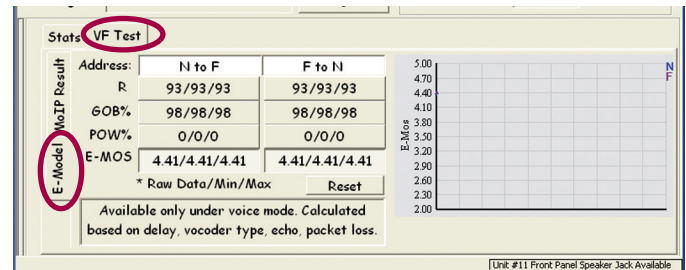 Stats VF Test
MoIP Result
E-Model
Address: N to F F to N
R 93/93/93 93/93/93
GOB% 98/98/98 98/98/98
POW% 0/0/0 0/0/0
E-MOS 4.41/4.41/4.41 4.41/4.41/4.41
* Raw Data/Min/Max Reset
Available only under voice
mode. Calculated
based on delay, vocoder type, echo, packet loss.
E-Mos
5.00
4.70
4.40
4.10
3.80
3.50
3.20
2.90
2.60
2.30
2.00
N
F
Unit #11 Front Panel Speaker Jack Available